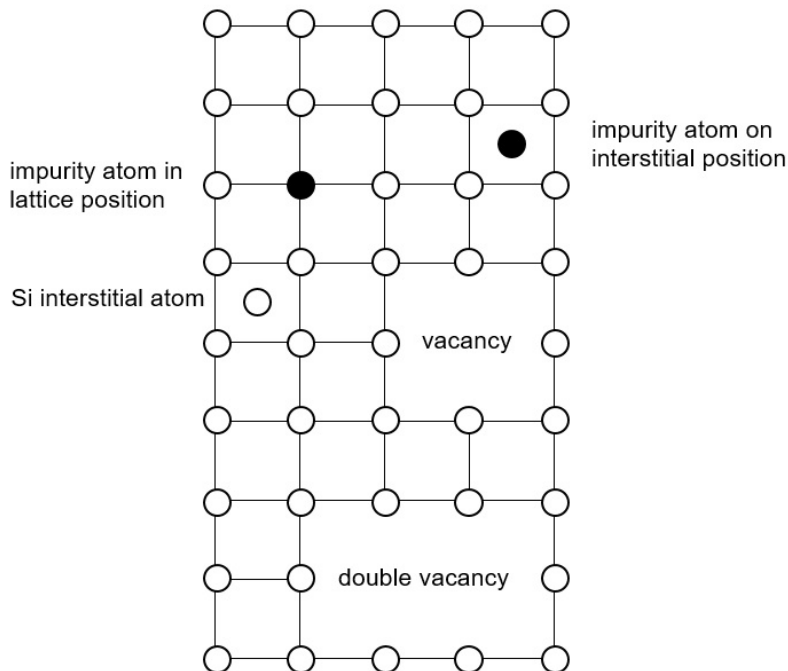 impurity atom on
interstitial position
impurity atom in
lattice position
Si interstitial atom
vacancy
double vacancy